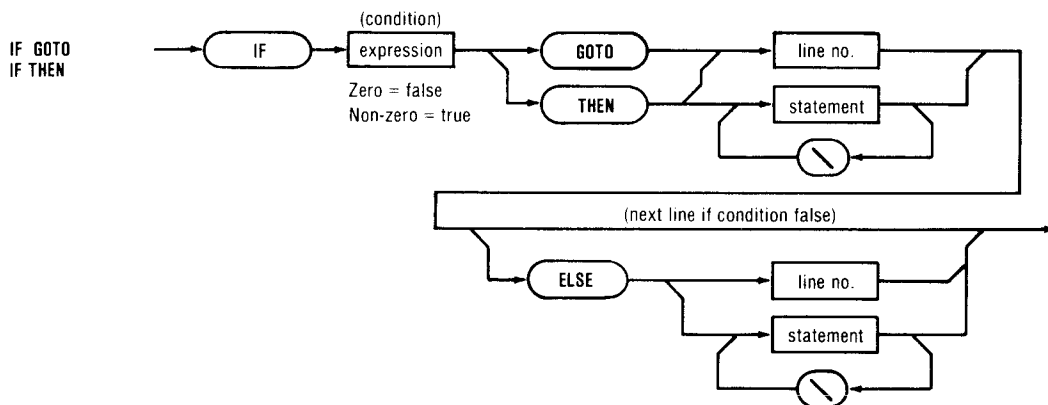 (condition)
IF GOTO
IF THEN
IF
expression
GOTO
line no.
Zero = false
Non-zero = true
THEN
statement
\
(next line if condition false)
ELSE
line no.
statement
\